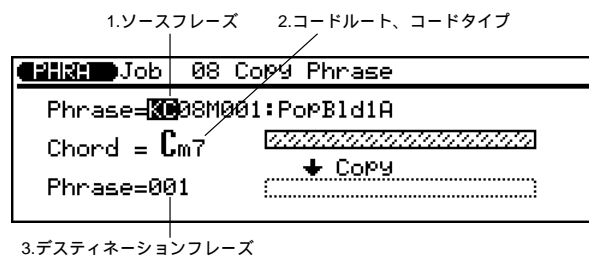 1.ソースフレーズ 2.コードルート、コードタイプ
PHRA Job 08 Copy Phrase
Phrase=KC08M001:PopBld1A
Chord = Cm7
Copy
Phrase=001
3.デスティネーションフレーズ